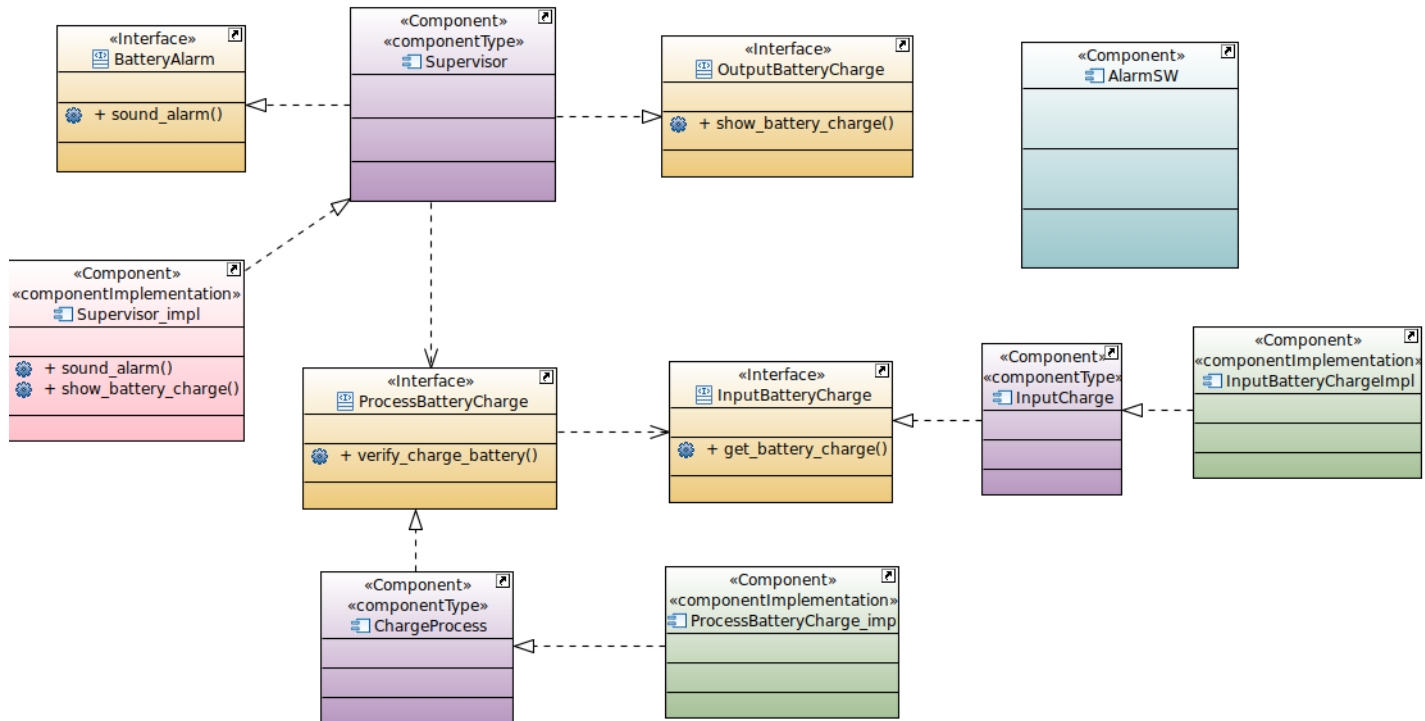 «Interface»
BatteryAlarm
+ sound_alarm()
«Component»
«componentType»
Supervisor
«Interface»
OutputBatteryCharge
+ show_battery_charge()
«Component»
AlarmSW
«Component»
«componentImplementation»
Supervisor_impl
+ sound_alarm()
+ show_battery_charge()
«Interface»
ProcessBatteryCharge
+ verify_charge_battery()
«Interface»
InputBatteryCharge
+ get_battery_charge()
«Component»
«componentType»
InputCharge
«Component»
«componentImplementation»
InputBatteryChargeImpl
«Component»
«componentType»
ChargeProcess
«Component»
«componentImplementation»
ProcessBatteryCharge_imp